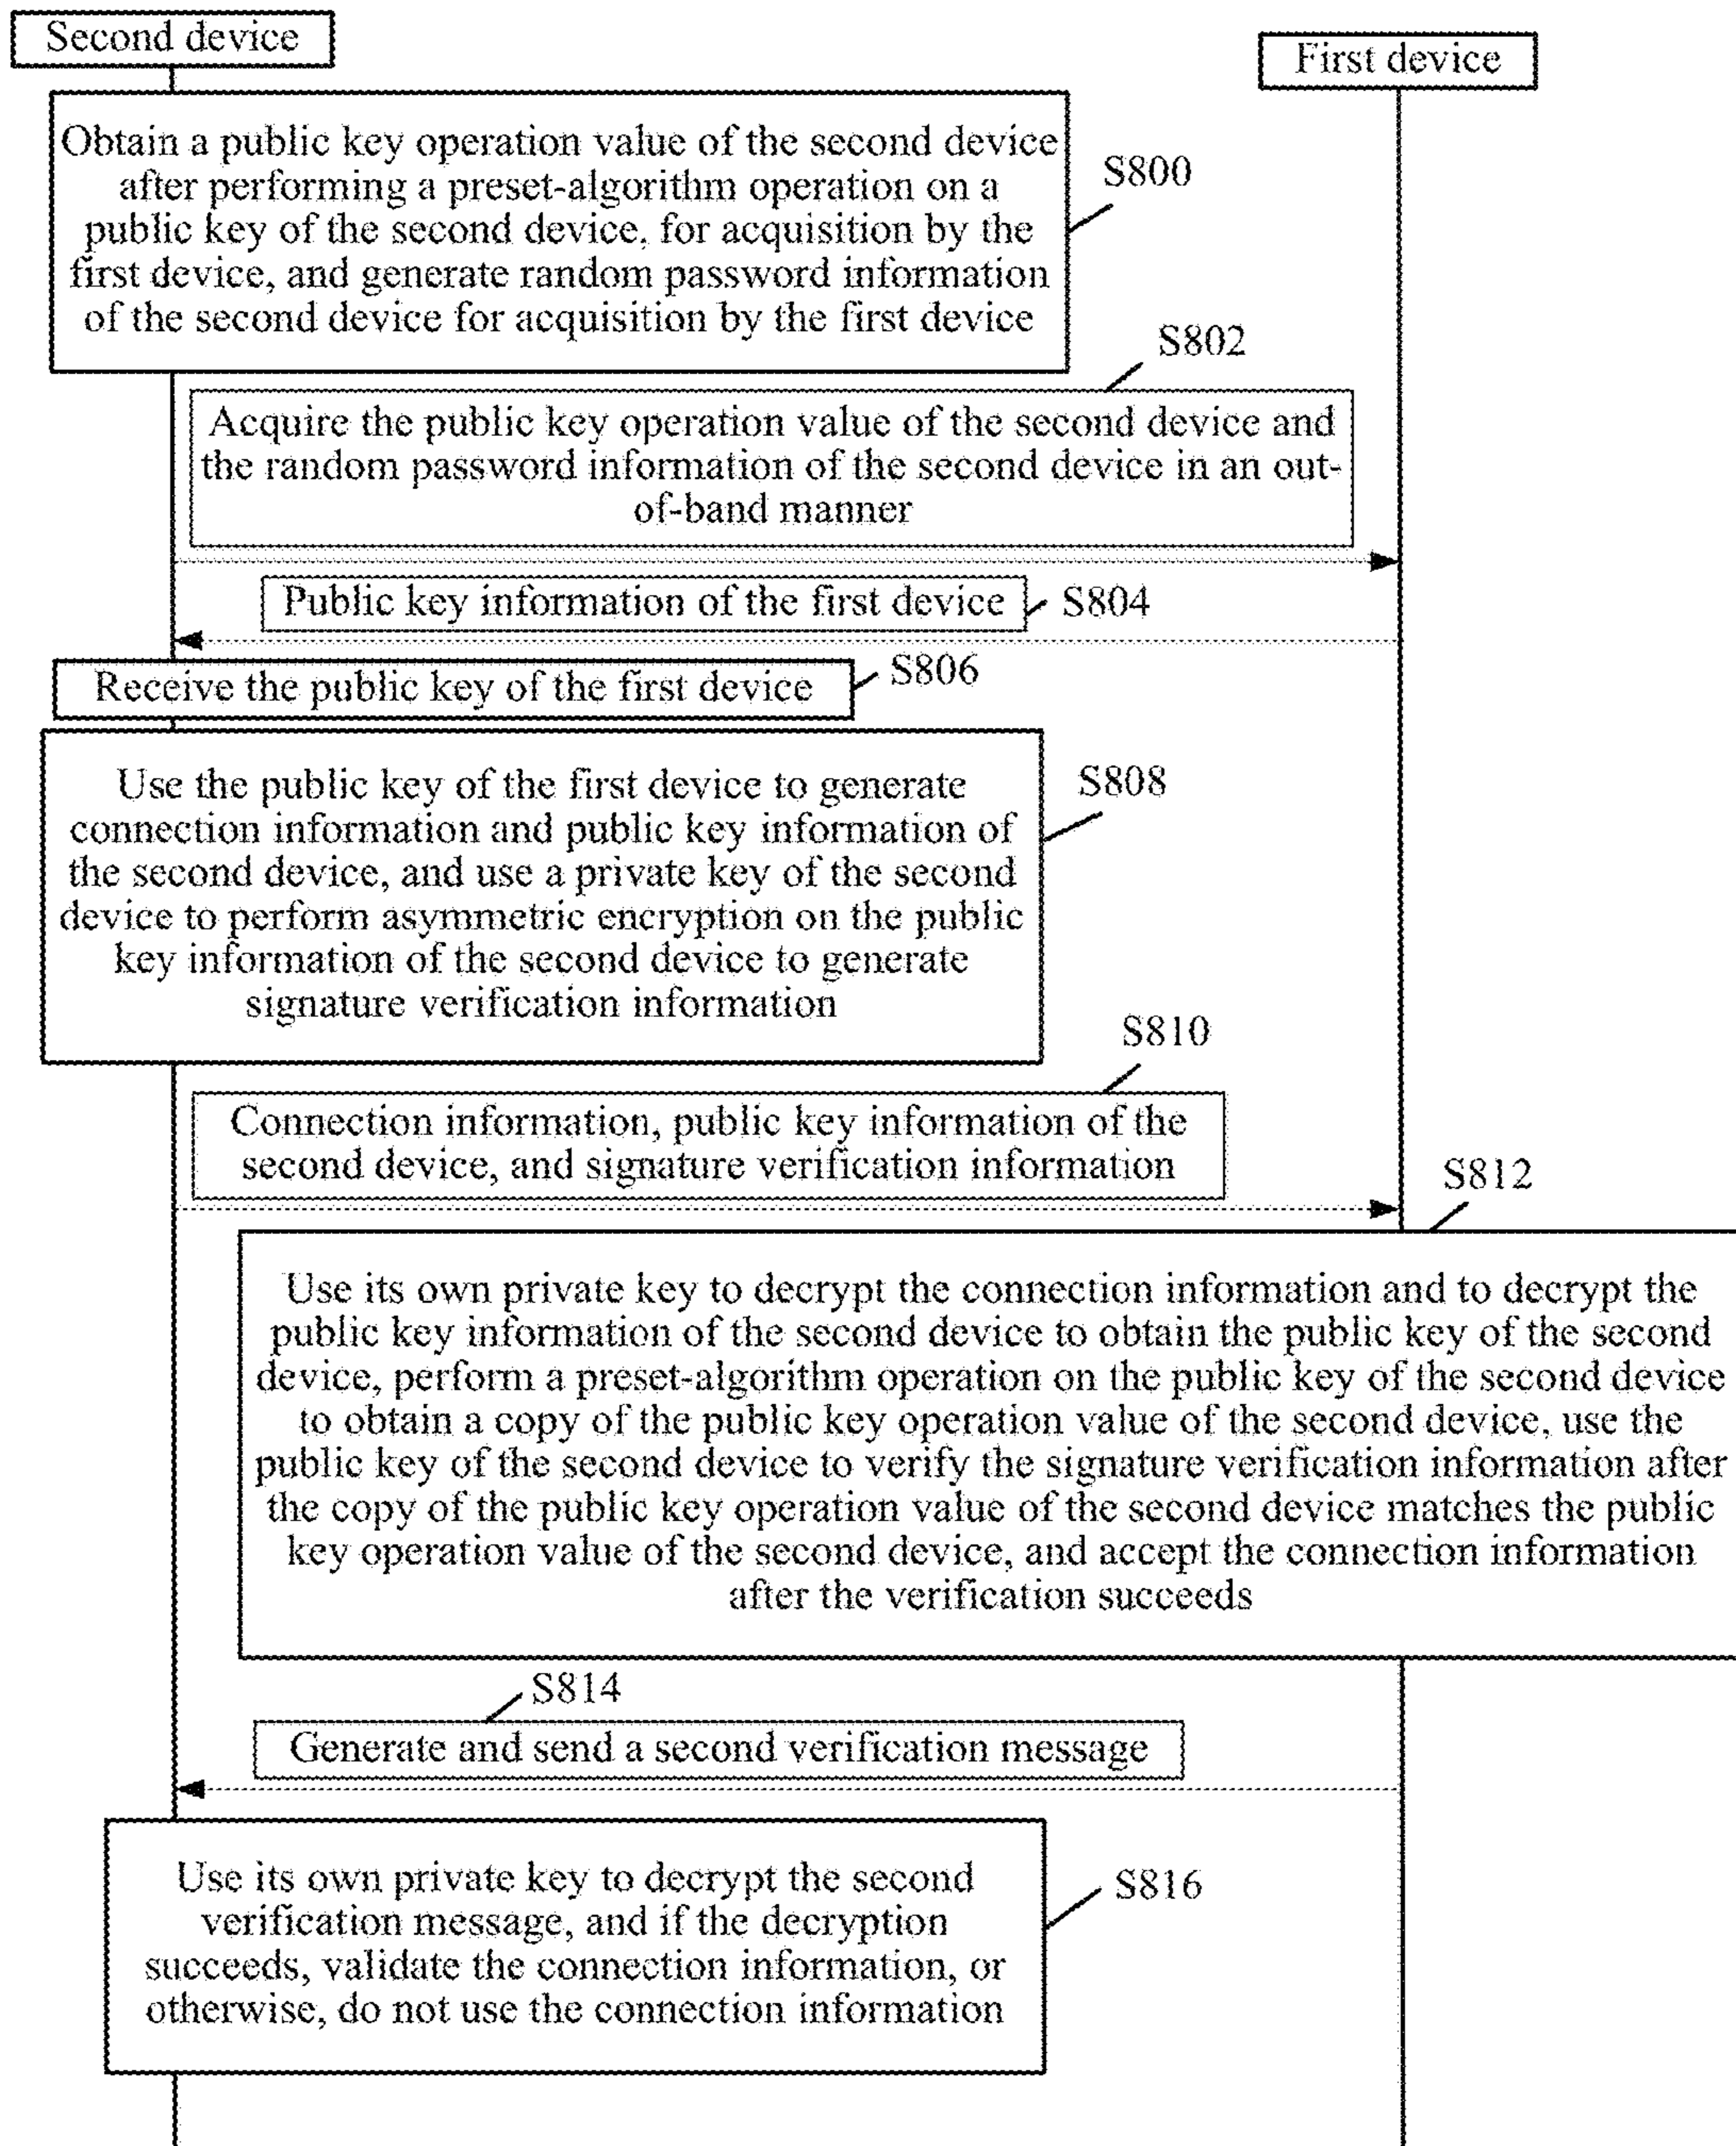 Second device
First device
Obtain a public key operation value of the second device
after performing a preset-algorithm operation on a
public key of the second device, for acquisition by the
first device, and generate random password information
of the second device for acquisition by the first device
S800
S802
Acquire the public key operation value of the second device and
the random password information of the second device in an out-
of-band manner
Public key information of the first device
S804
Receive the public key of the first device
S806
Use the public key of the first device to generate
connection information and public key information of
the second device, and use a private key of the second
device to perform asymmetric encryption on the public
key information of the second device to generate
signature verification information
S808
S810
Connection information, public key information of the
second device, and signature verification information
S812
Use its own private key to decrypt the connection information and to decrypt the
public key information of the second device to obtain the public key of the second
device, perform a preset-algorithm operation on the public key of the second device
to obtain a copy of the public key operation value of the second device, use the
public key of the second device to verify the signature verification information after
the copy of the public key operation value of the second device matches the public
key operation value of the second device, and accept the connection information
after the verification succeeds
S814
Generate and send a second verification message
Use its own private key to decrypt the second
verification message, and if the decryption
succeeds, validate the connection information, or
otherwise, do not use the connection information
S816